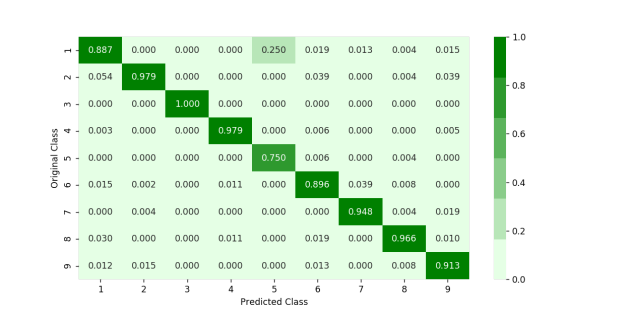 1 0.887 0.000 0.000 0.000 0.250 0.019 0.013 0.004 0.015
2 0.054 0.979 0.000 0.000 0.000 0.039 0.000 0.004 0.039
3 0.000 0.000 1.000 0.000 0.000 0.000 0.000 0.000 0.000
4 0.003 0.000 0.000 0.979 0.000 0.006 0.000 0.000 0.005
5 0.000 0.000 0.000 0.000 0.750 0.006 0.000 0.004 0.000
6 0.015 0.002 0.000 0.011 0.000 0.896 0.039 0.008 0.000
7 0.000 0.004 0.000 0.000 0.000 0.000 0.948 0.004 0.019
8 0.030 0.000 0.000 0.011 0.000 0.019 0.000 0.966 0.010
9 0.012 0.015 0.000 0.000 0.000 0.013 0.000 0.008 0.913
1 2 3 4 5 6 7 8 9
Predicted Class
Original Class
1.0
0.8
0.6
0.4
0.2
0.0